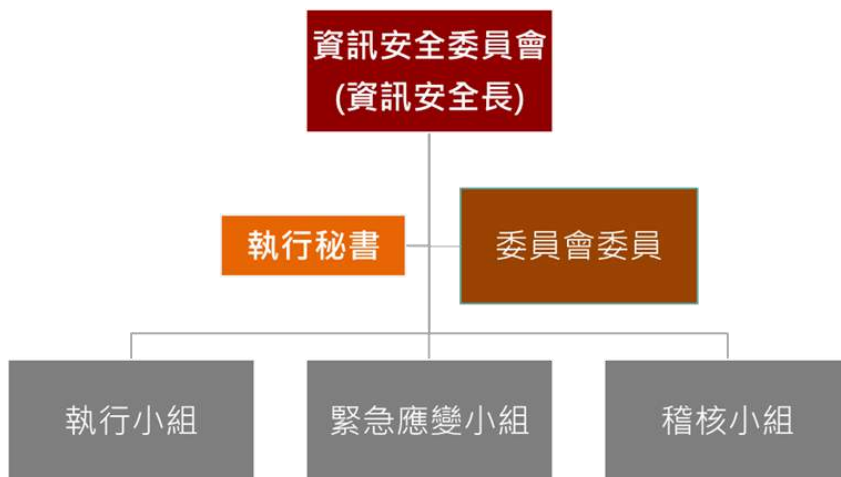 資訊安全委員會
(資訊安全長)
執行秘書
委員會委員
執行小組
緊急應變小組
稽核小組